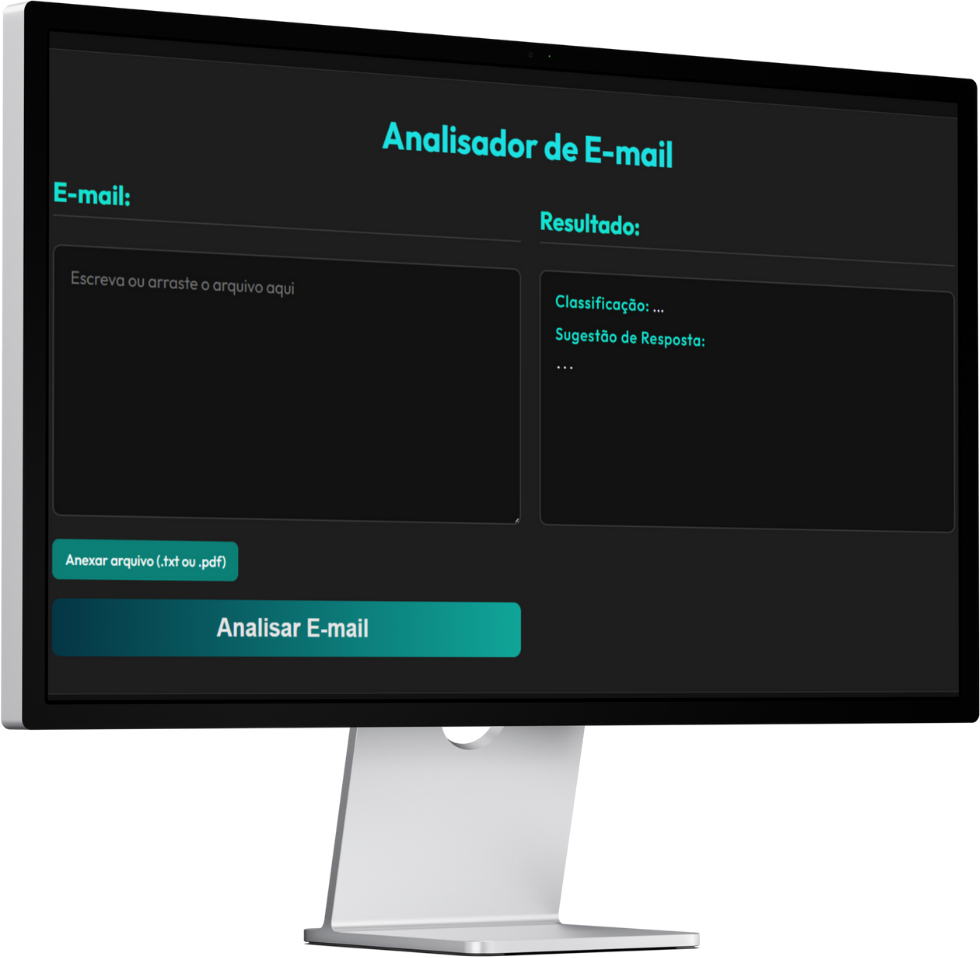 Analisador de E-mail
E-mail:
Escreva ou arraste o arquivo aqui
Anexar arquivo (.txt ou .pdf)
Analisar E-mail
Resultado:
Classificação: ...
Sugestão de Resposta:
...